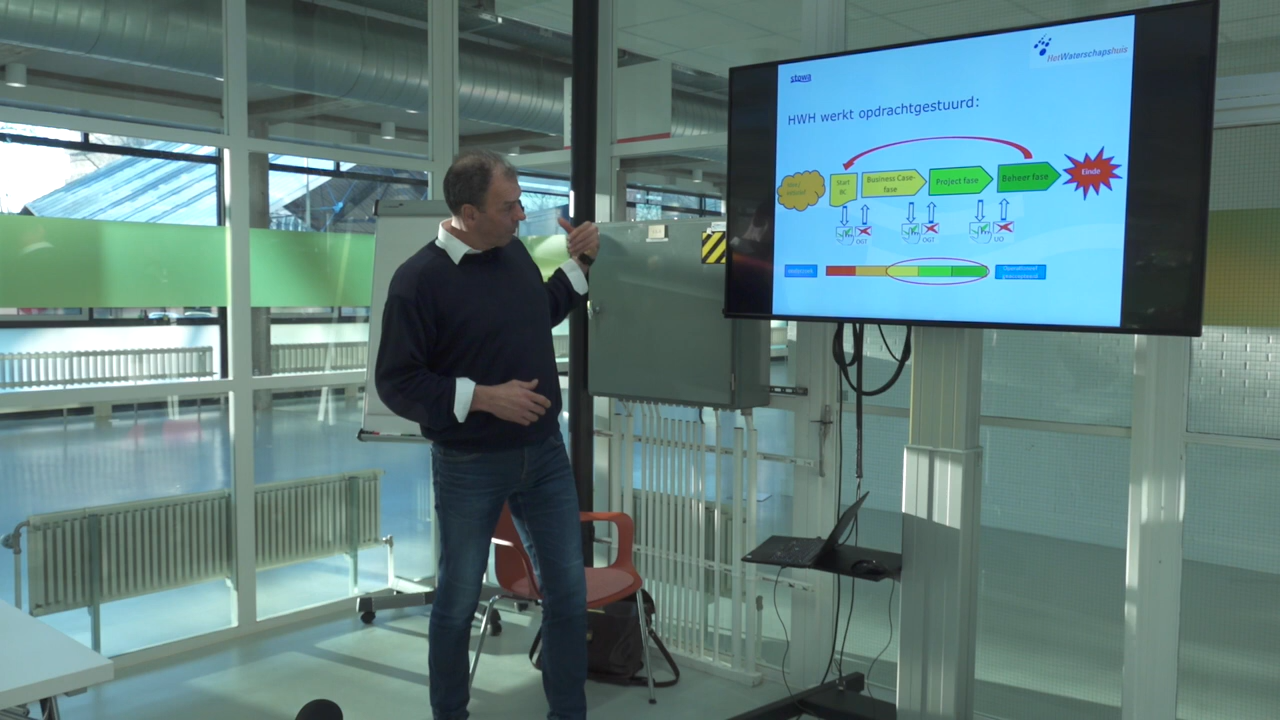 HetWaterschapshuis
stowa
HWH werkt opdrachtgestuurd:
Start
BC
Business Case-
fase
Project fase
Beheer fase
Einde
OGT
OGT
UO